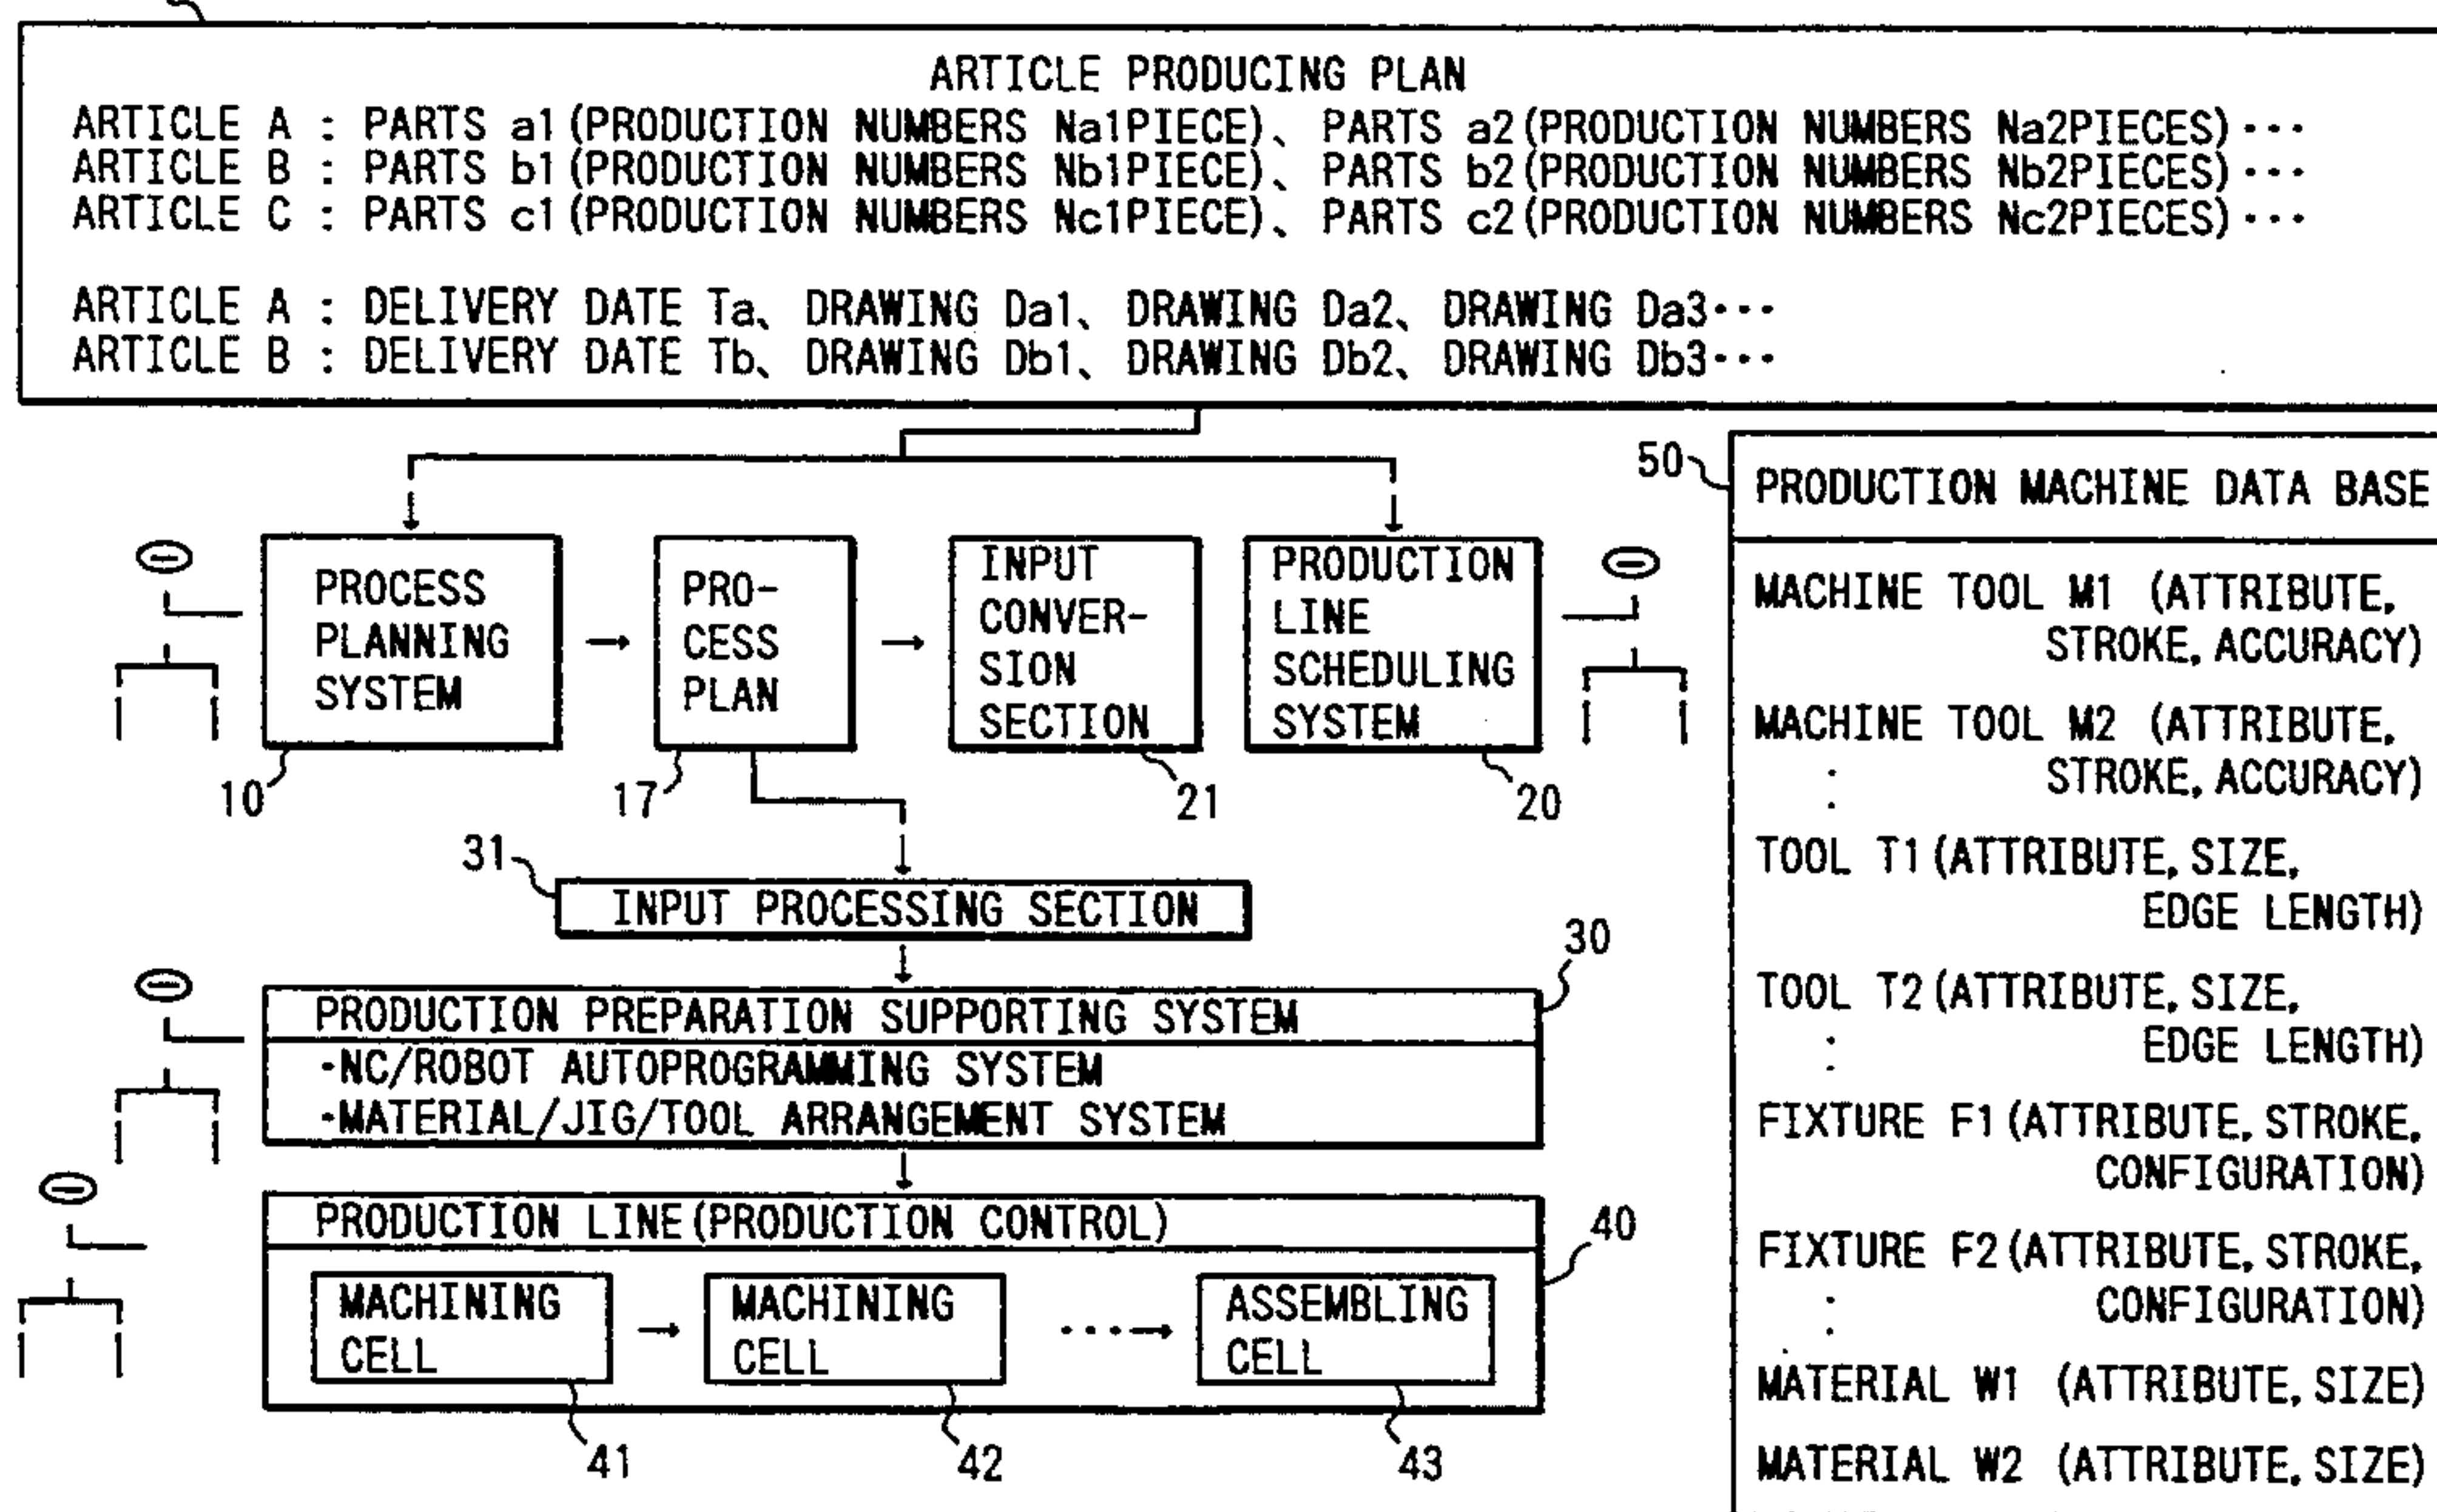 ARTICLE PRODUCING PLAN
ARTICLE A : PARTS a1(PRODUCTION NUMBERS Na1PIECE)、PARTS a2(PRODUCTION NUMBERS Na2PIECES)···
ARTICLE B : PARTS b1(PRODUCTION NUMBERS Nb1PIECE)、PARTS b2(PRODUCTION NUMBERS Nb2PIECES)···
ARTICLE C : PARTS c1(PRODUCTION NUMBERS Nc1PIECE)、PARTS c2(PRODUCTION NUMBERS Nc2PIECES)···
ARTICLE A : DELIVERY DATE Ta、DRAWING Da1、DRAWING Da2、DRAWING Da3···
ARTICLE B : DELIVERY DATE Tb、DRAWING Db1、DRAWING Db2、DRAWING Db3···
PROCESS
PLANNING
SYSTEM
10
PRO-
CESS
PLAN
17
INPUT
CONVER-
SION
SECTION
21
PRODUCTION
LINE
SCHEDULING
SYSTEM
20
31
INPUT PROCESSING SECTION
30
PRODUCTION PREPARATION SUPPORTING SYSTEM
·NC/ROBOT AUTOPROGRAMMING SYSTEM
·MATERIAL/JIG/TOOL ARRANGEMENT SYSTEM
PRODUCTION LINE(PRODUCTION CONTROL)
40
MACHINING
CELL
41
MACHINING
CELL
42
···
ASSEMBLING
CELL
43
50
PRODUCTION MACHINE DATA BASE
MACHINE TOOL M1 (ATTRIBUTE,
STROKE, ACCURACY)
MACHINE TOOL M2 (ATTRIBUTE,
: STROKE, ACCURACY)
TOOL T1(ATTRIBUTE, SIZE,
EDGE LENGTH)
TOOL T2(ATTRIBUTE, SIZE,
: EDGE LENGTH)
FIXTURE F1(ATTRIBUTE, STROKE,
CONFIGURATION)
FIXTURE F2(ATTRIBUTE, STROKE,
: CONFIGURATION)
MATERIAL W1 (ATTRIBUTE, SIZE)
MATERIAL W2 (ATTRIBUTE, SIZE)